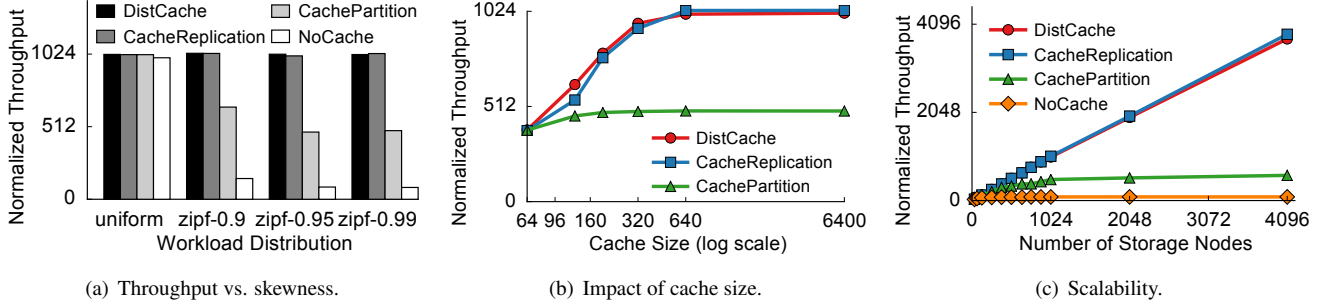 Normalized Throughput
1024
512
0
DistCache
CachePartition
CacheReplication
NoCache
uniform zipf-0.9 zipf-0.95 zipf-0.99
Workload Distribution
(a) Throughput vs. skewness.
Normalized Throughput
1024
512
0
DistCache
CacheReplication
CachePartition
64 96 160 320 640 6400
Cache Size (log scale)
(b) Impact of cache size.
Normalized Throughput
4096
2048
0
DistCache
CacheReplication
CachePartition
NoCache
0 1024 2048 3072 4096
Number of Storage Nodes
(c) Scalability.